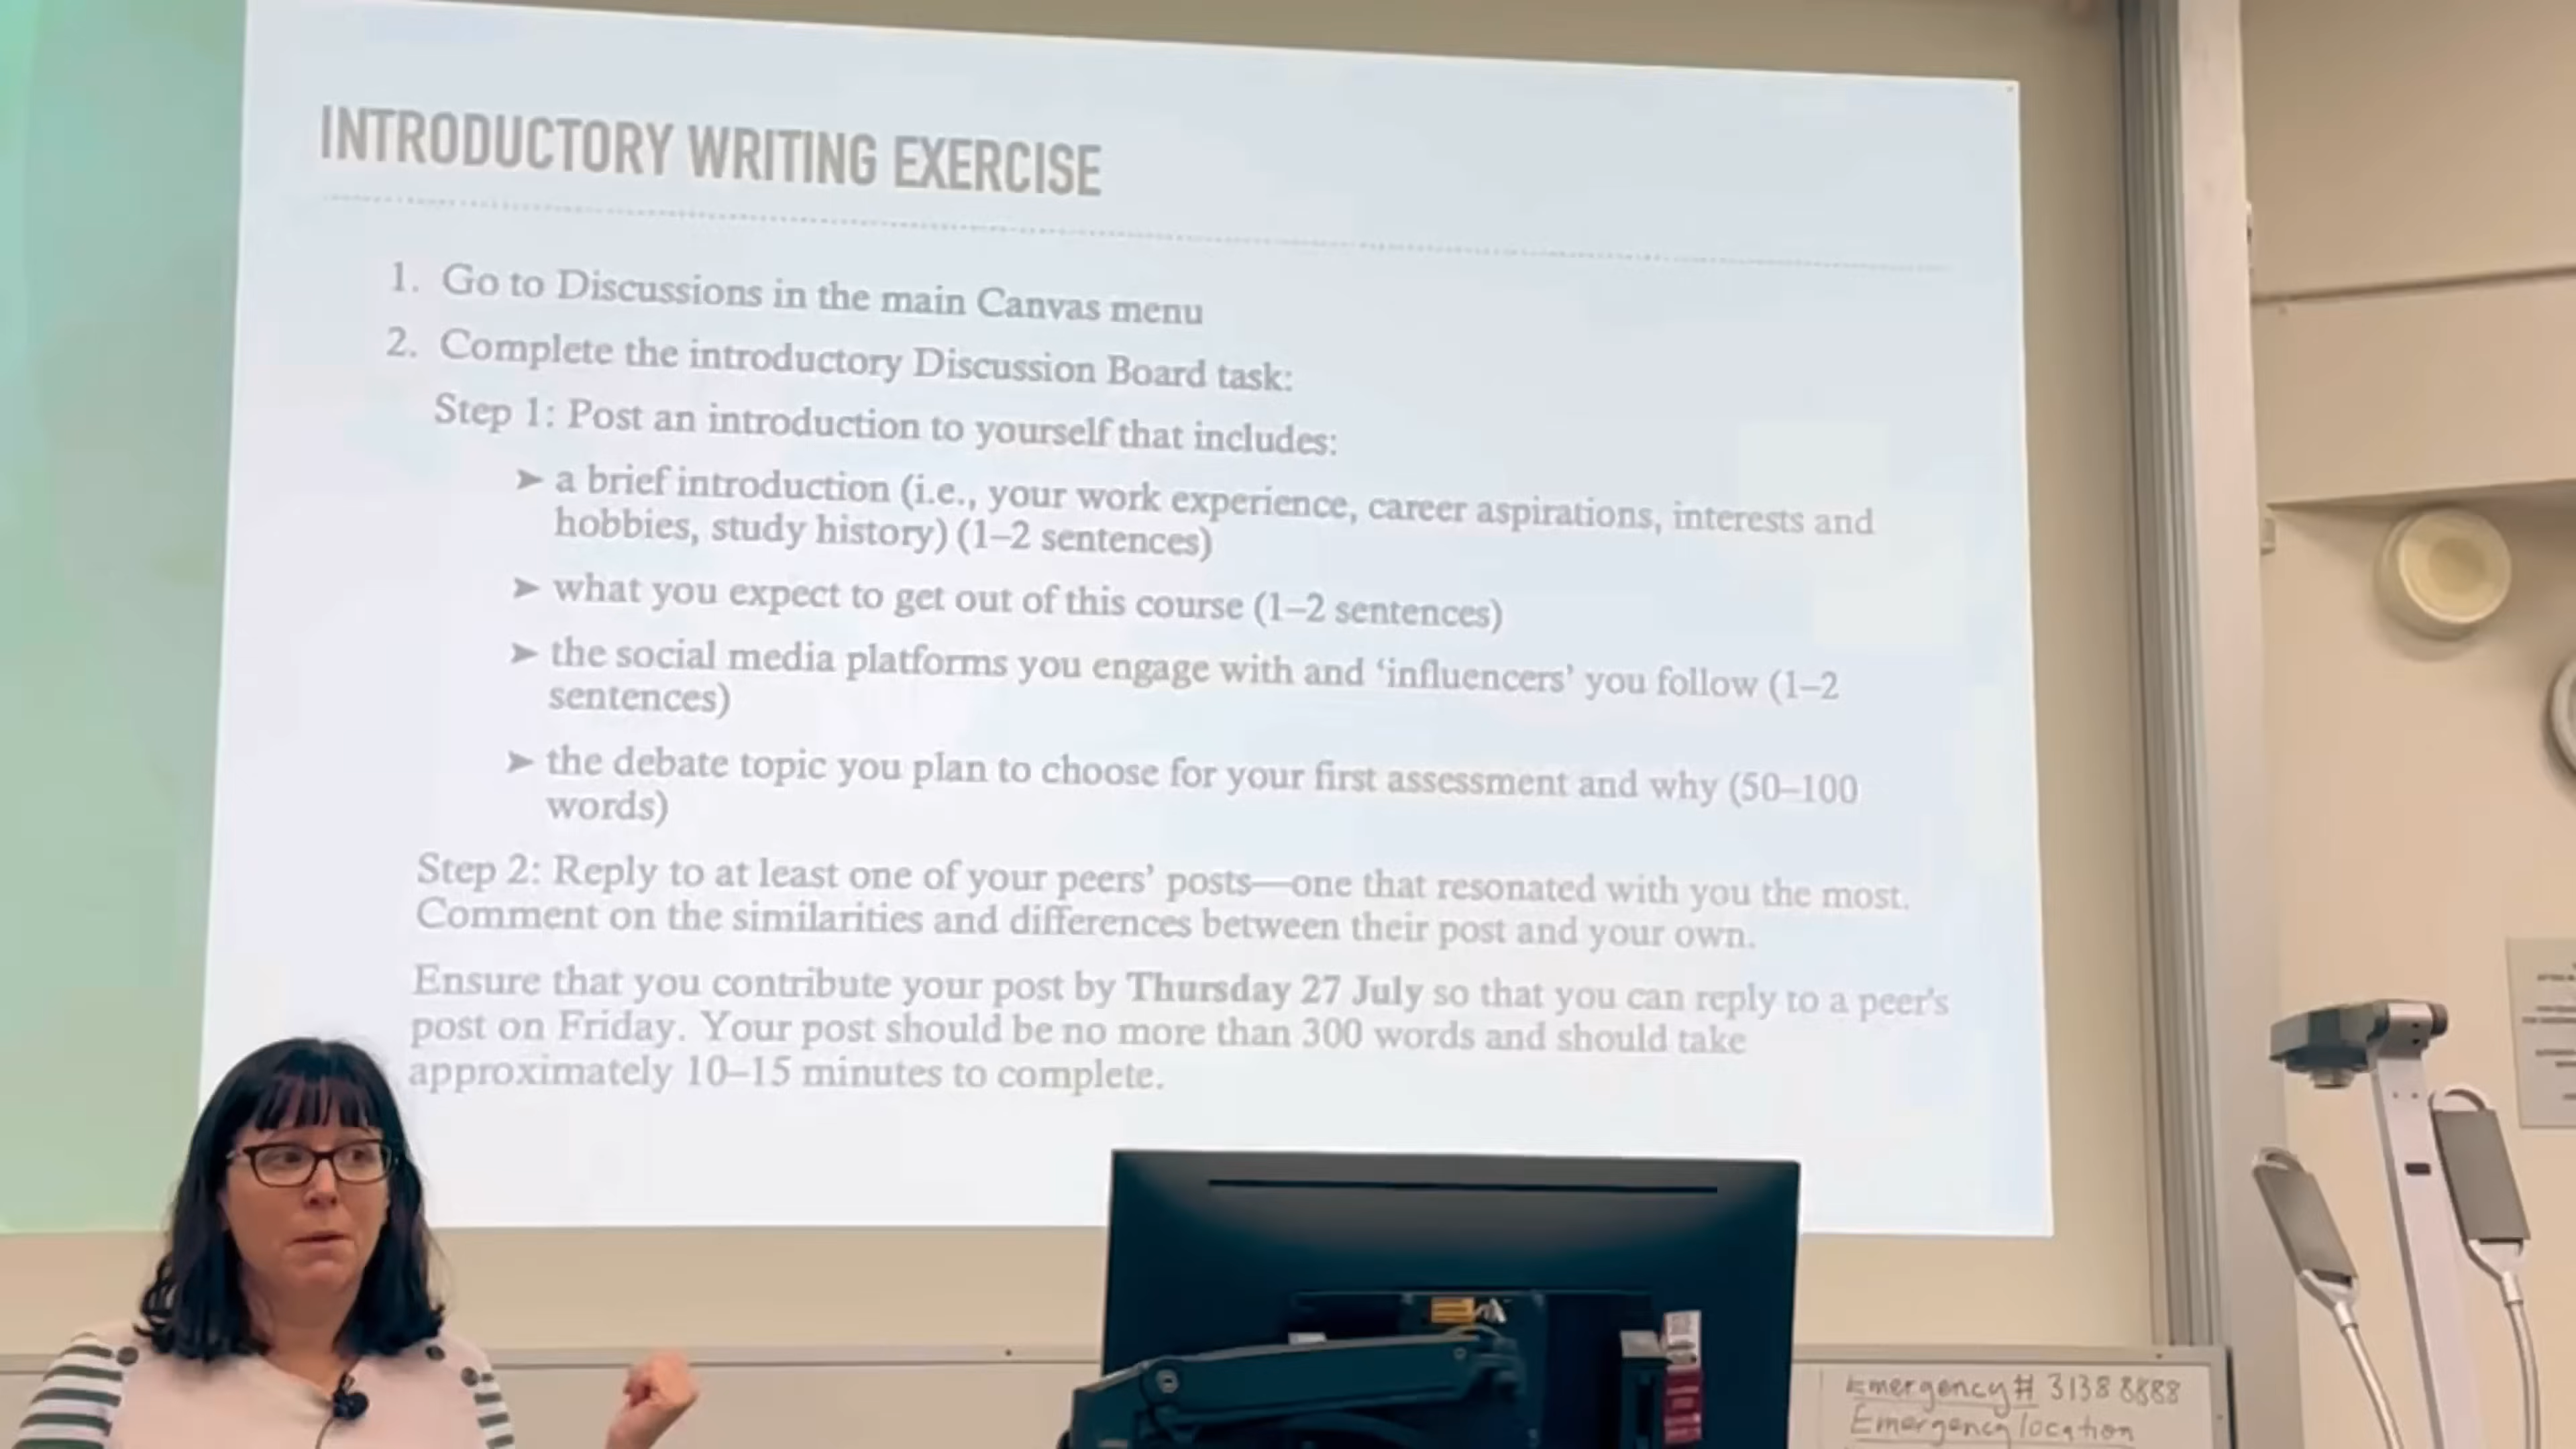 INTRODUCTORY WRITING EXERCISE
1. Go to Discussions in the main Canvas menu
2. Complete the introductory Discussion Board task:
Step 1: Post an introduction to yourself that includes:
➤ a brief introduction (i.e., your work experience, career aspirations, interests and
hobbies, study history) (1–2 sentences)
➤ what you expect to get out of this course (1–2 sentences)
➤ the social media platforms you engage with and ‘influencers’ you follow (1–2
sentences)
➤ the debate topic you plan to choose for your first assessment and why (50–100
words)
Step 2: Reply to at least one of your peers’ posts—one that resonated with you the most.
Comment on the similarities and differences between their post and your own.
Ensure that you contribute your post by Thursday 27 July so that you can reply to a peer's
post on Friday. Your post should be no more than 300 words and should take
approximately 10–15 minutes to complete.
Emergency # 3138 8888
Emergency location